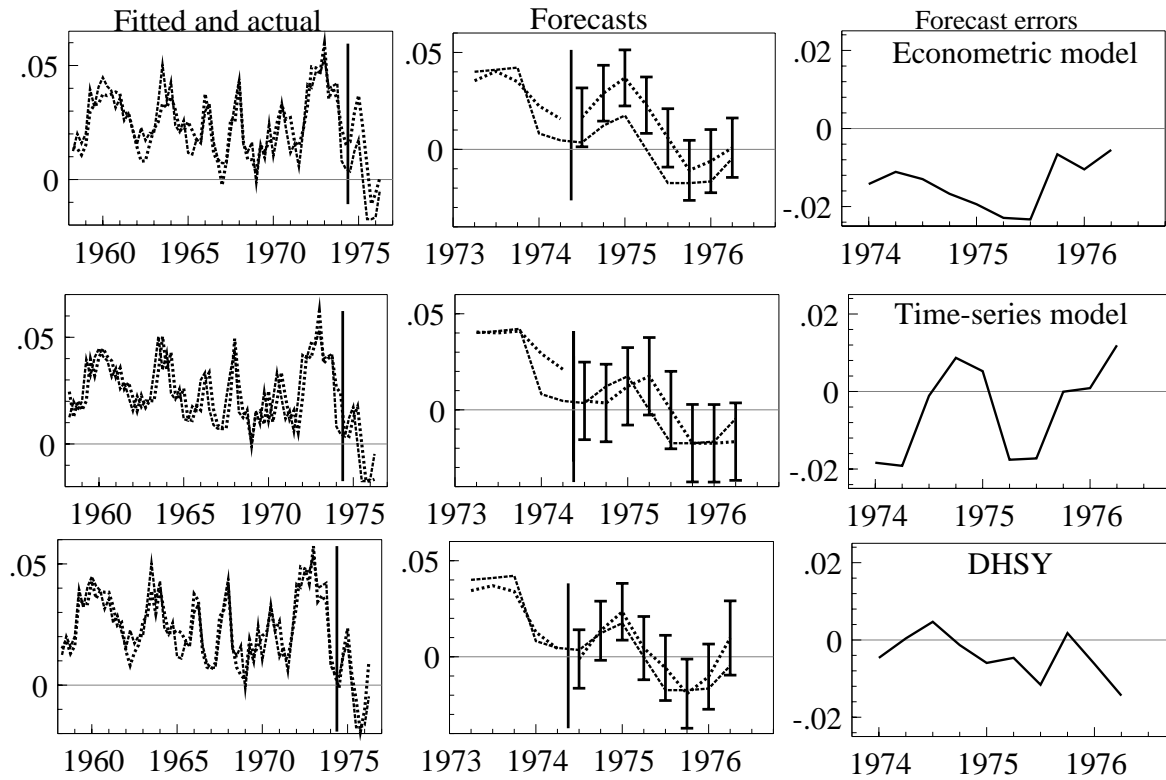 Fitted and actual
Forecasts
Forecast errors
Econometric model
.05
0
1960 1965 1970 1975
.05
0
1973 1974 1975 1976
.02
0
-.02
1974 1975 1976
Time-series model
.05
0
1960 1965 1970 1975
.05
0
1973 1974 1975 1976
.02
0
-.02
1974 1975 1976
DHSY
.05
0
1960 1965 1970 1975
.05
0
1973 1974 1975 1976
.02
0
-.02
1974 1975 1976